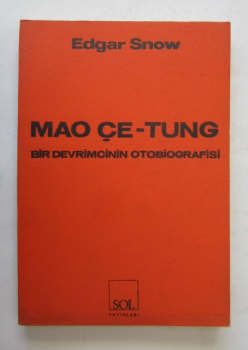 Edgar Snow
MAO ÇE-TUNG
BİR DEVRİMCİNİN OTOBİOGRAFİSİ
SOL
YAYINLARI